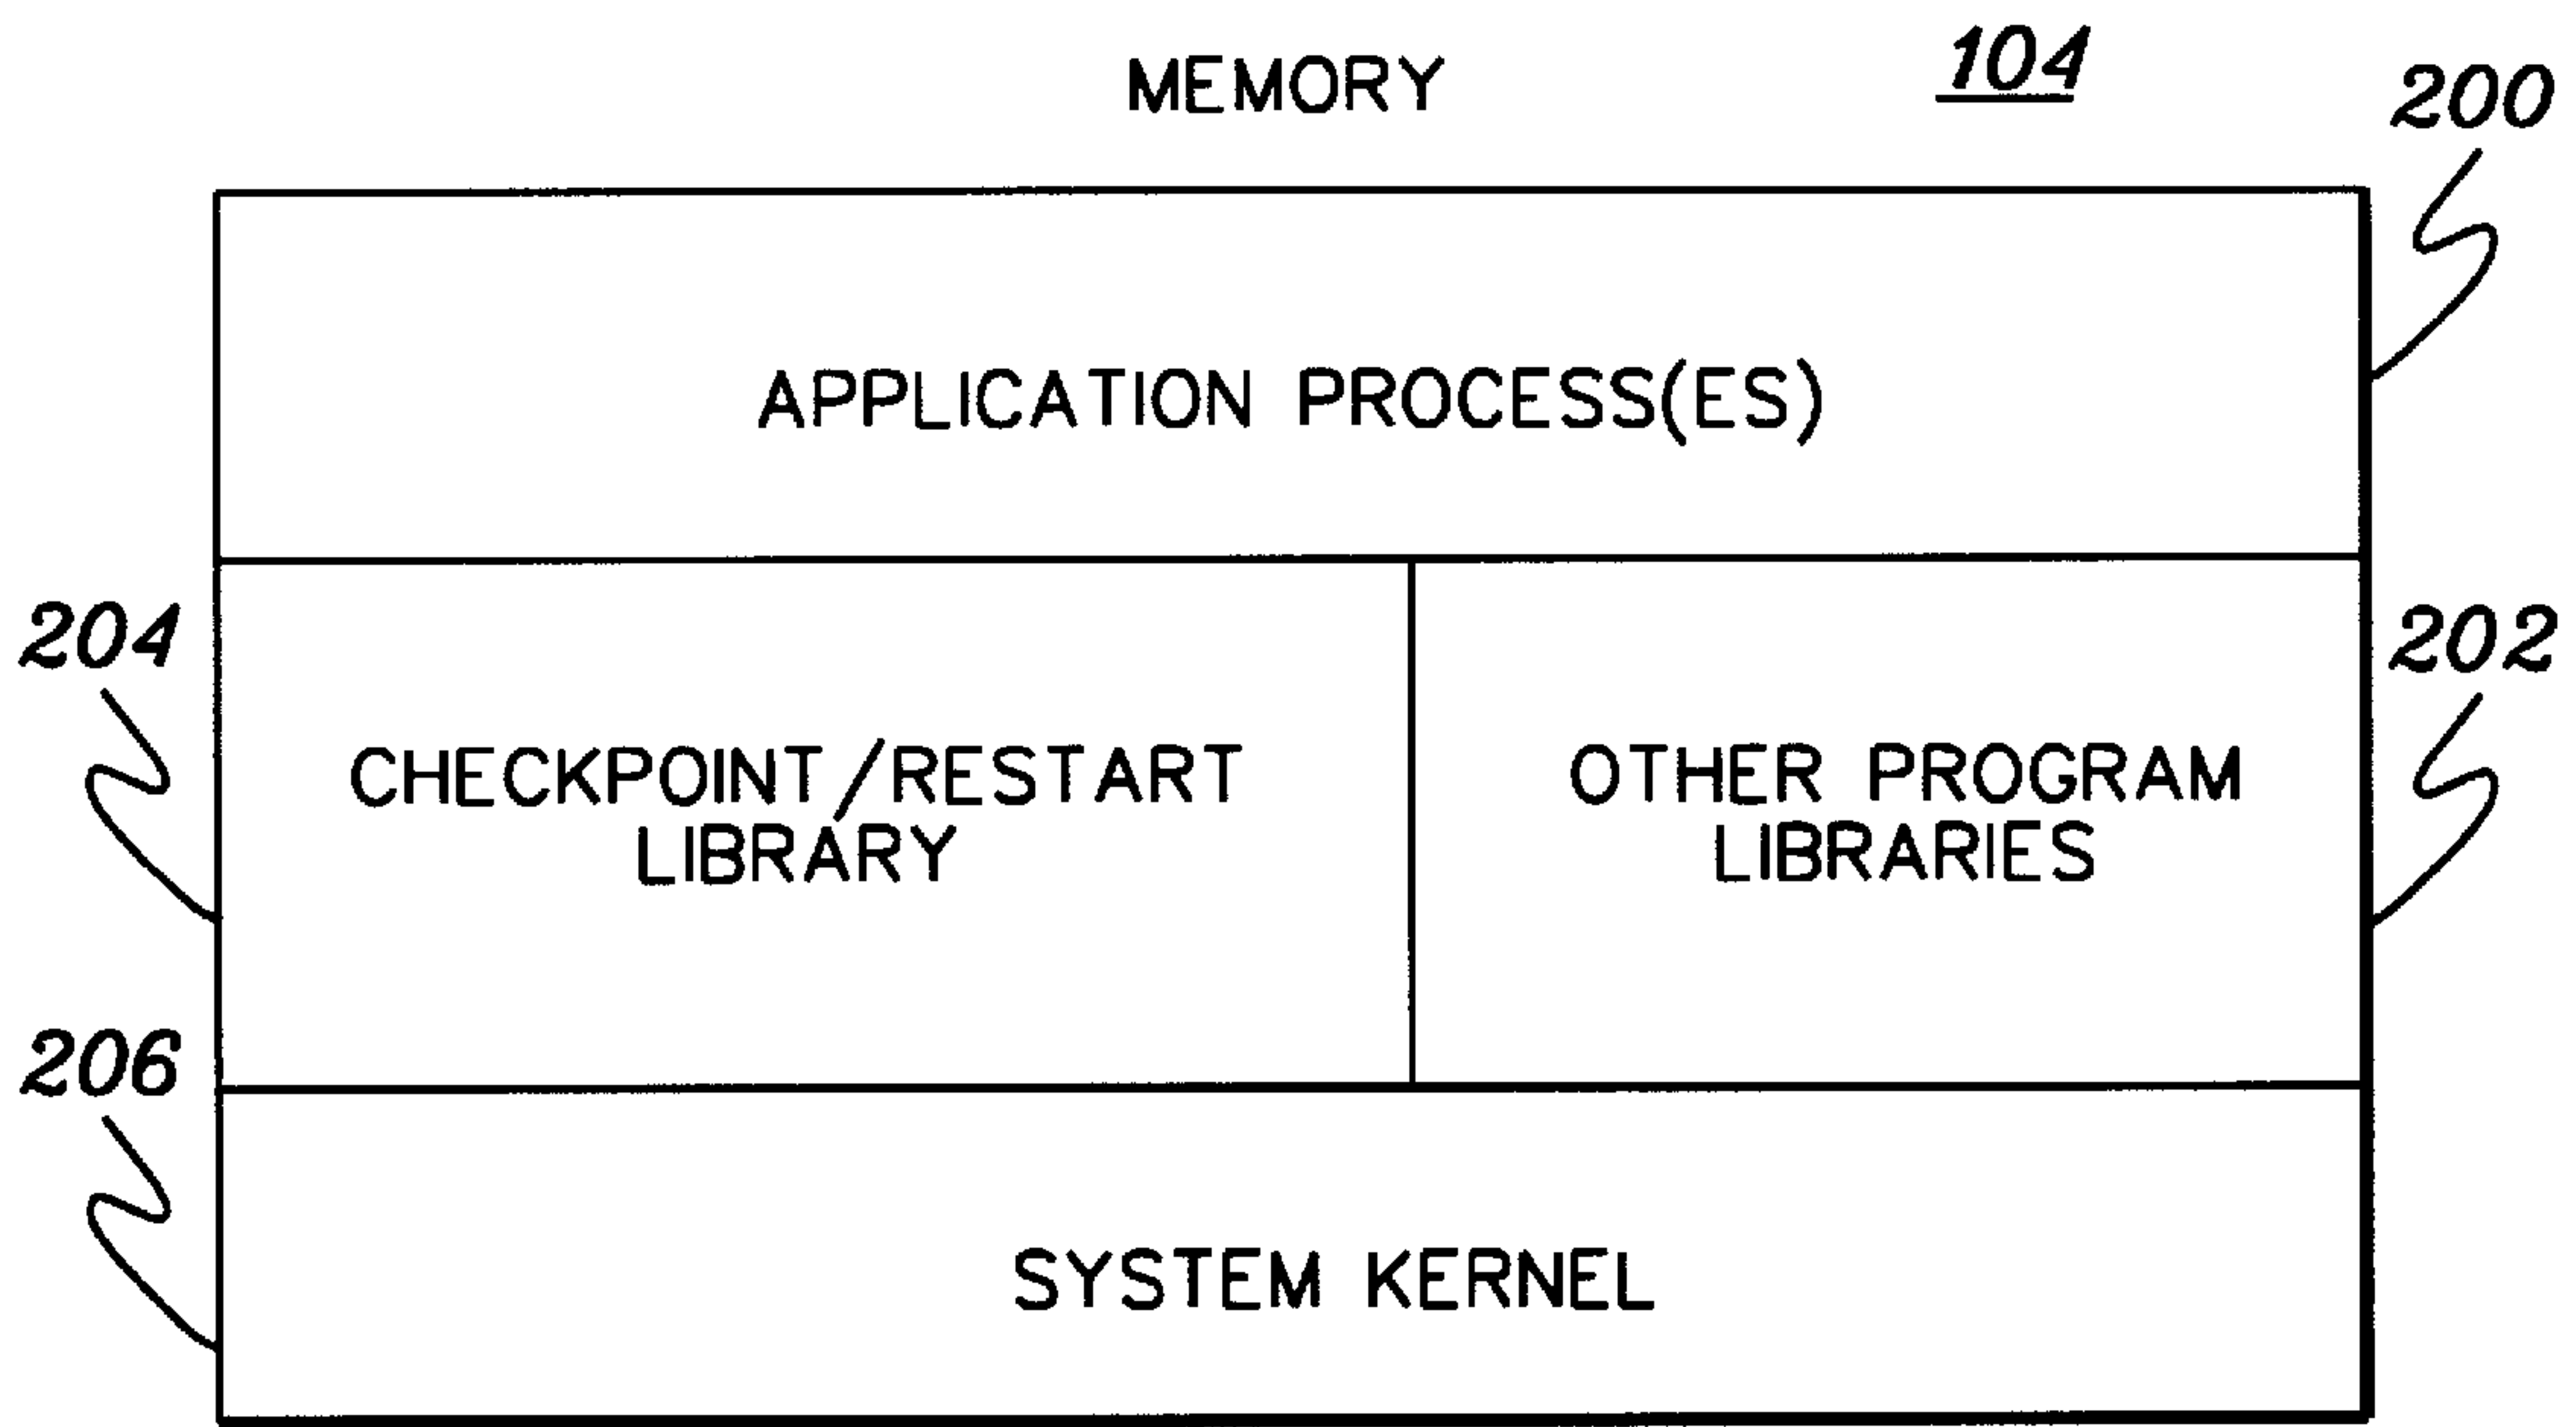 MEMORY
104
200
APPLICATION PROCESS(ES)
204
202
CHECKPOINT/RESTART
LIBRARY
OTHER PROGRAM
LIBRARIES
206
SYSTEM KERNEL